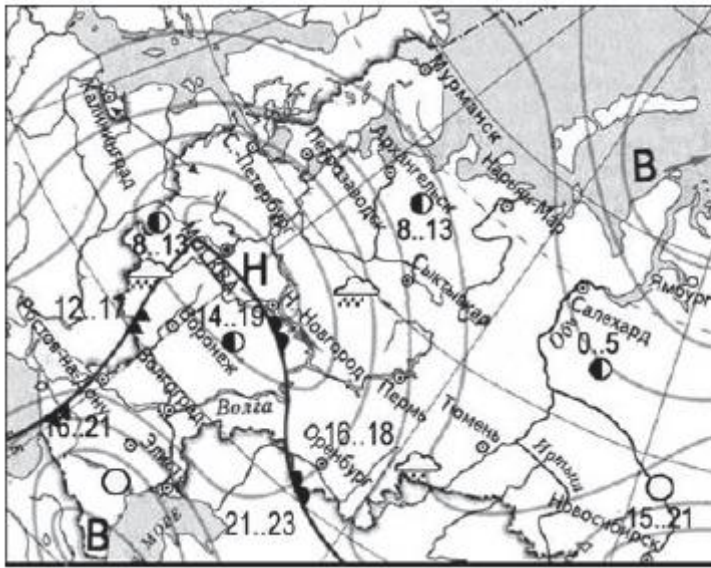 Мурманск
Калининград
С.-Петербург
Петрозаводск
Архангельск
Нарьян-Мар
В
8..13
8..13
МОСКВА
Н
Сыктывкар
Ямбург
Салехард
Обь
0..5
12..17
14..19
Н. Новгород
Ростов-на-Дону
Воронеж
Волгоград
Волга
Пермь
Тюмень
Иртыш
16..21
Элиста
16..18
Оренбург
21..23
Новосибирск
15..21
В
море